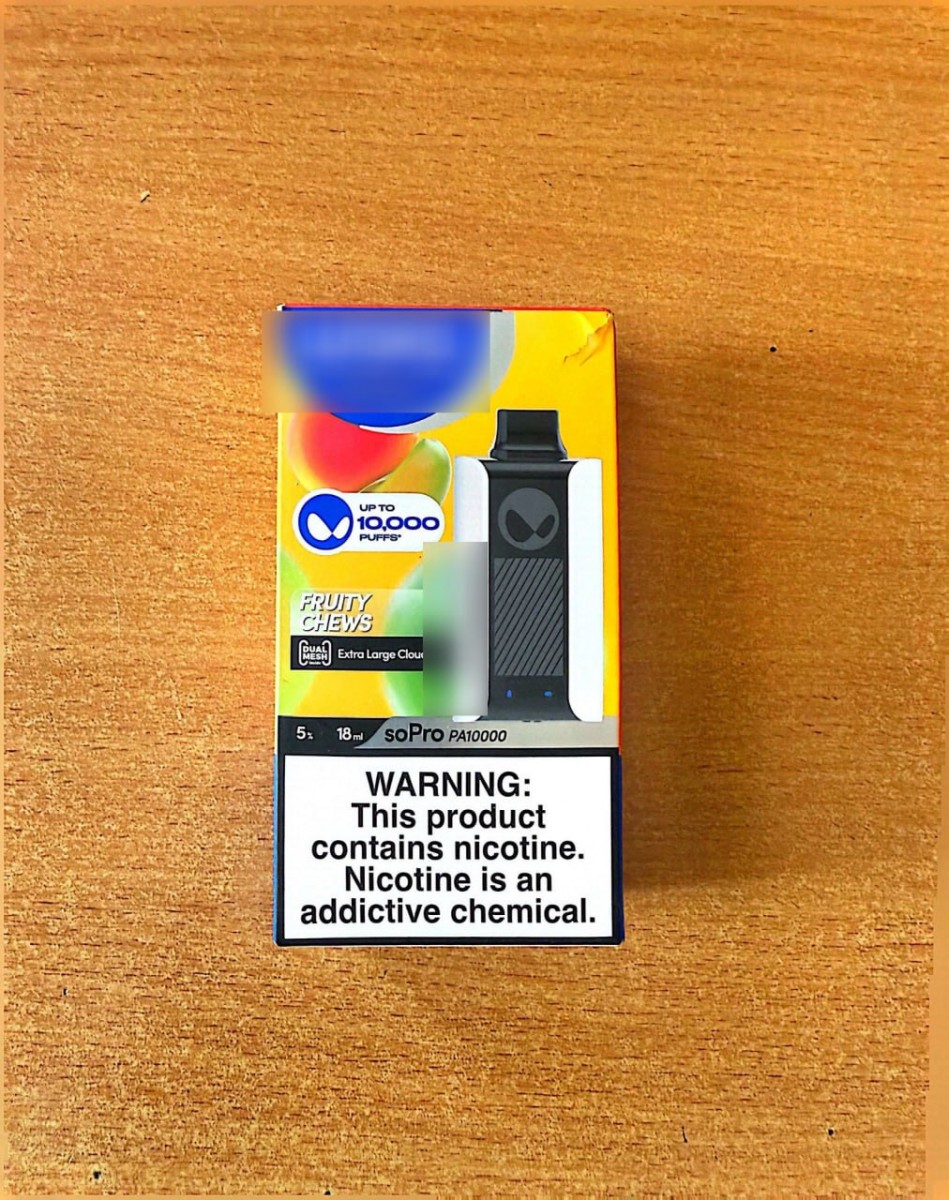 UP TO
10,000
PUFFS*
FRUITY
CHEWS
DUAL
MESH
Extra Large Clou
5% 18ml soPro PA10000
WARNING:
This product
contains nicotine.
Nicotine is an
addictive chemical.